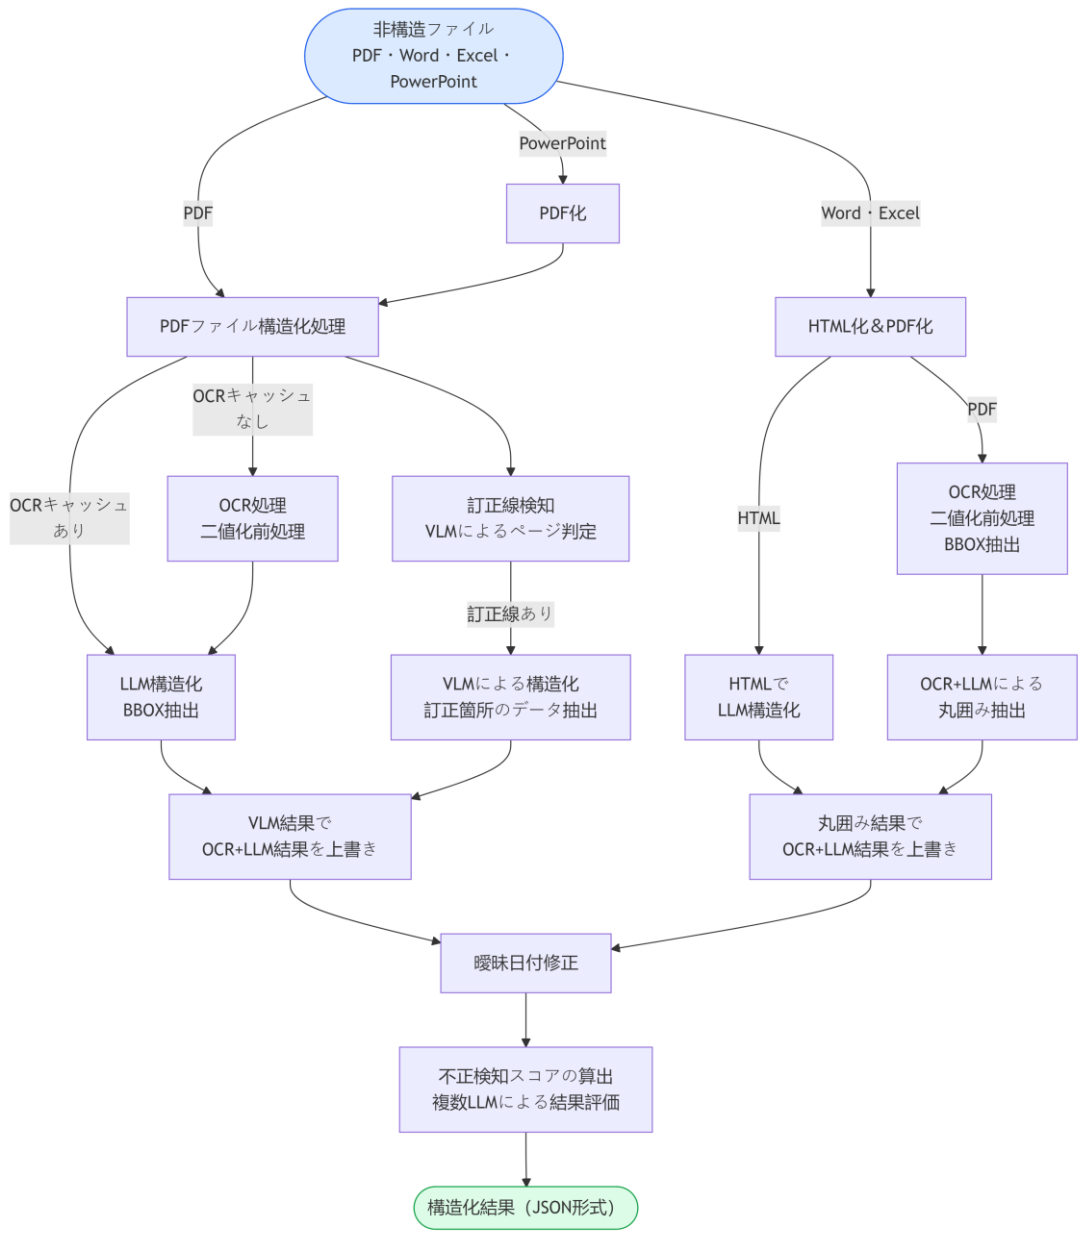 非構造ファイル
PDF・Word・Excel・
PowerPoint
PowerPoint
PDF
PDF化
Word・Excel
PDFファイル構造化処理
HTML化＆PDF化
OCRキャッシュ
なし
PDF
OCRキャッシュ
あり
OCR処理
二値化前処理
訂正線検知
VLMによるページ判定
HTML
OCR処理
二値化前処理
BBOX抽出
訂正線あり
LLM構造化
BBOX抽出
VLMによる構造化
訂正箇所のデータ抽出
HTMLで
LLM構造化
OCR+LLMによる
丸囲み抽出
VLM結果で
OCR+LLM結果を上書き
丸囲み結果で
OCR+LLM結果を上書き
曖昧日付修正
不正検知スコアの算出
複数LLMによる結果評価
構造化結果（JSON形式）